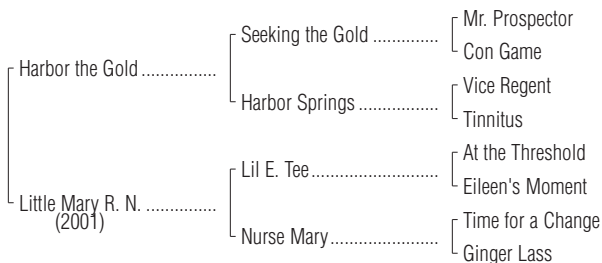 Mr. Prospector
Seeking the Gold ..............
Con Game
Harbor the Gold ................
Vice Regent
Harbor Springs .................
Tinnitus
At the Threshold
Lil E. Tee ...........................
Eileen's Moment
Little Mary R. N. ...............
(2001)
Time for a Change
Nurse Mary .......................
Ginger Lass